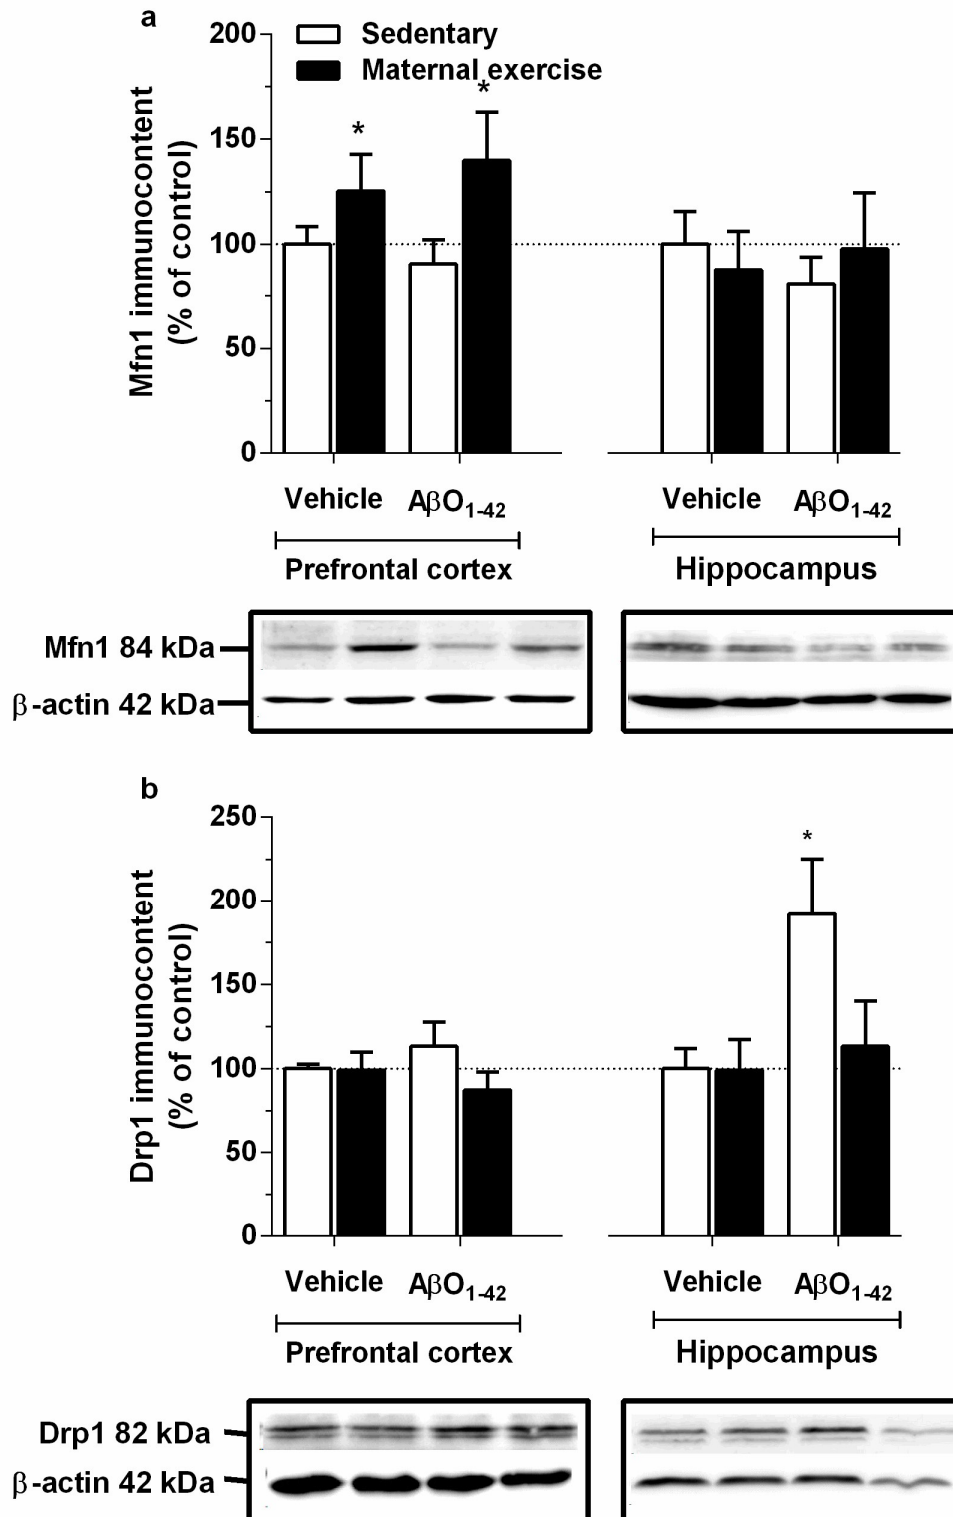 a
200
Sedentary
Maternal exercise
* *
150
100
50
0
Mfn1 immunocontent
(% of control)
Vehicle AβO1-42 Vehicle AβO1-42
Prefrontal cortex Hippocampus
Mfn1 84 kDa
β-actin 42 kDa
b
250
*
200
150
100
50
0
Drp1 immunocontent
(% of control)
Vehicle AβO1-42 Vehicle AβO1-42
Prefrontal cortex Hippocampus
Drp1 82 kDa
β-actin 42 kDa